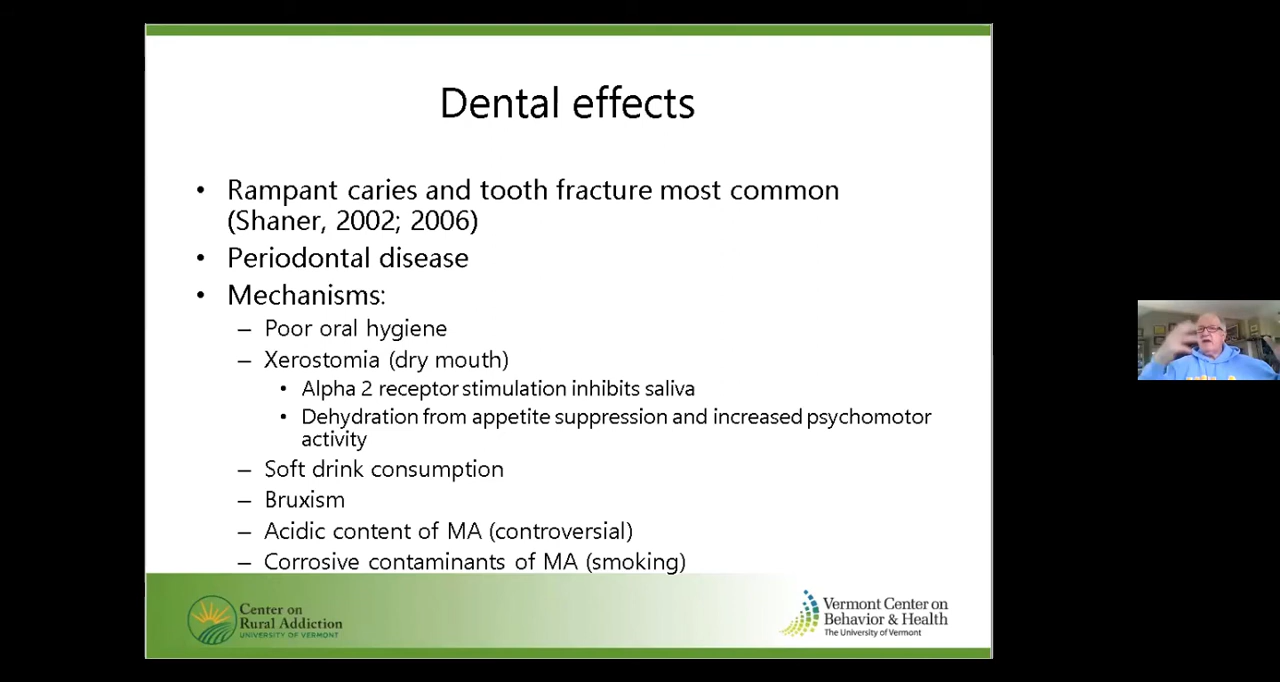 Dental effects
• Rampant caries and tooth fracture most common
(Shaner, 2002; 2006)
• Periodontal disease
• Mechanisms:
– Poor oral hygiene
– Xerostomia (dry mouth)
• Alpha 2 receptor stimulation inhibits saliva
• Dehydration from appetite suppression and increased psychomotor
activity
– Soft drink consumption
– Bruxism
– Acidic content of MA (controversial)
– Corrosive contaminants of MA (smoking)
Center on
Rural Addiction
UNIVERSITY OF VERMONT
Vermont Center on
Behavior & Health
The University of Vermont